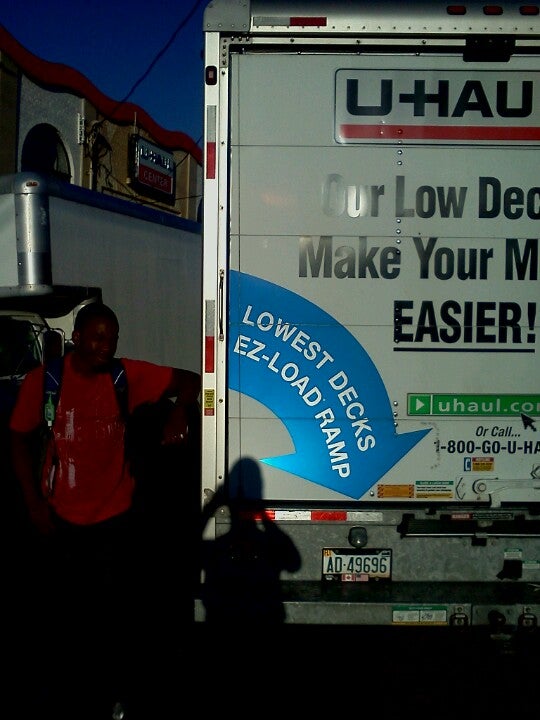 U-HAU
CENTER
Our Low Dec
Make Your M
EASIER!
LOWEST DECKS
EZ-LOAD RAMP
uhaul.co
Or Call...
1-800-GO-U-HA
AD-49696